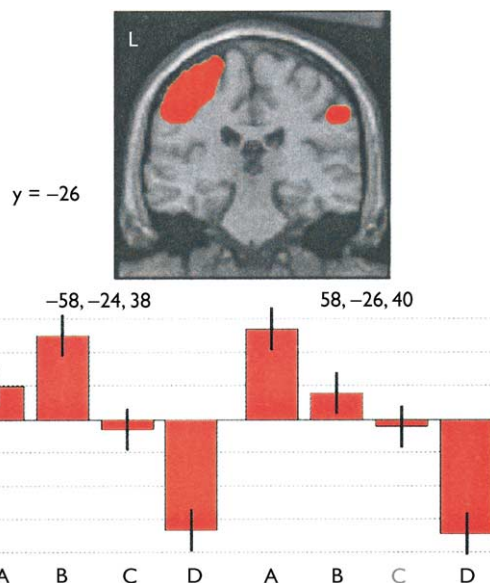 L
y = −26
−58, −24, 38 58, −26, 40
A B C D A B C D